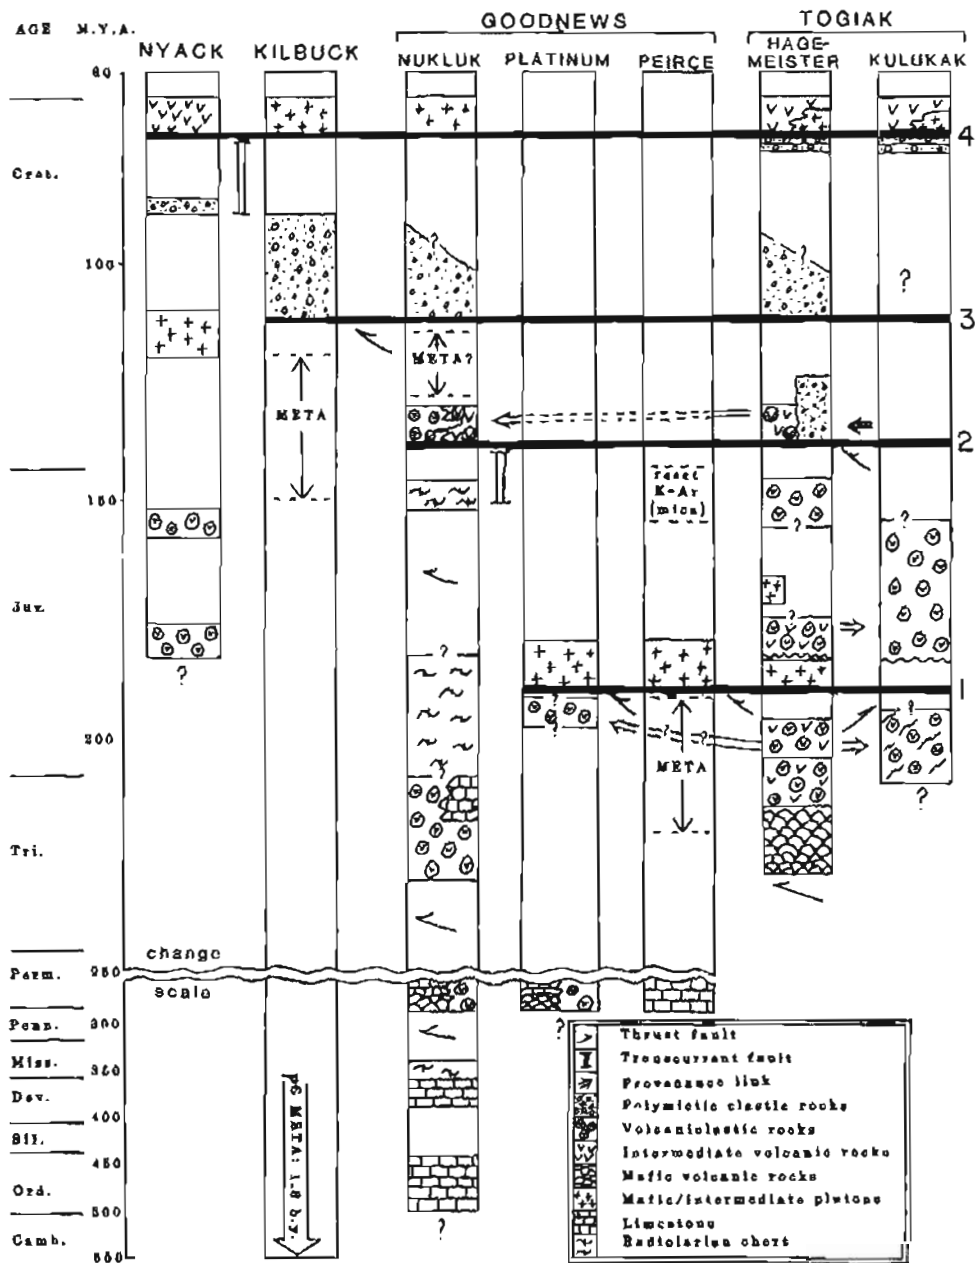 GOODNEWS TOGIAK
AGE M.Y.A.
NYACK KILBUCK NUKLUK PLATINUM PEIRCE HAGE-
MEISTER KULUKAK
60
4
Cret.
100
?
?
?
3
META?
META
2
150
reset
K-Ar
(mica)
?
?
Jur.
?
?
?
1
?
?
?
200
?
?
META
?
?
Tri.
change
Perm. 250
scale
Penn. 300
?
Miss. 350
Dev.
400
Sil.
450
Ord.
500
Camb.
?
550
pЄ META: 1.8 b.y.
Thrust fault
Transcurrant fault
Provenance link
Polymictic clastic rocks
Volcaniclastic rocks
Intermediate volcanic rocks
Mafic volcanic rocks
Mafic/intermediate plutons
Limestone
Radiolarian chert